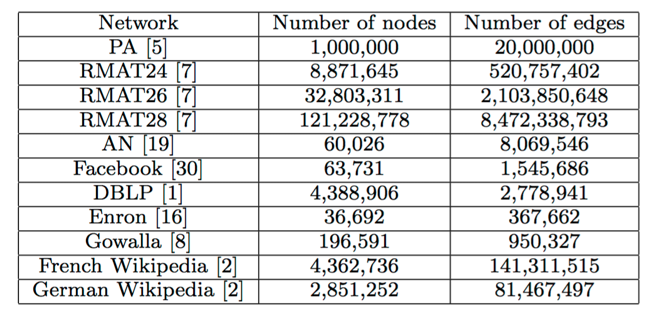 Network Number of nodes Number of edges
PA [5] 1,000,000 20,000,000
RMAT24 [7] 8,871,645 520,757,402
RMAT26 [7] 32,803,311 2,103,850,648
RMAT28 [7] 121,228,778 8,472,338,793
AN [19] 60,026 8,069,546
Facebook [30] 63,731 1,545,686
DBLP [1] 4,388,906 2,778,941
Enron [16] 36,692 367,662
Gowalla [8] 196,591 950,327
French Wikipedia [2] 4,362,736 141,311,515
German Wikipedia [2] 2,851,252 81,467,497